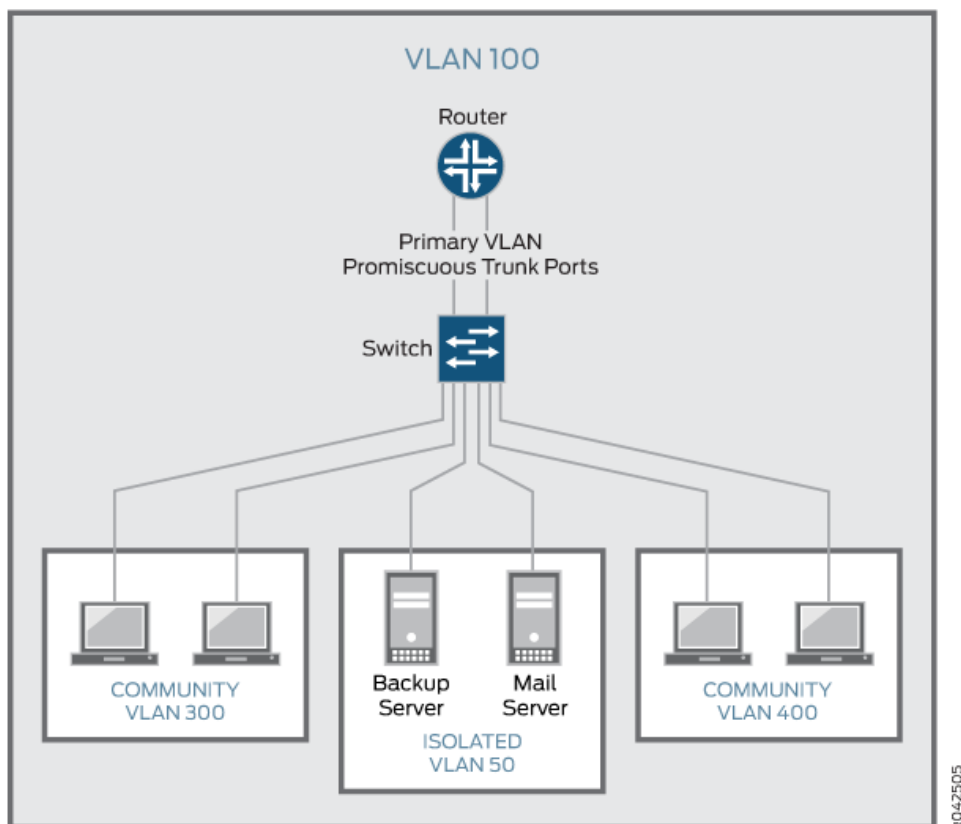 VLAN 100
Router
Primary VLAN
Promiscuous Trunk Ports
Switch
COMMUNITY
VLAN 300
Backup
Server
Mail
Server
ISOLATED
VLAN 50
COMMUNITY
VLAN 400
g042505